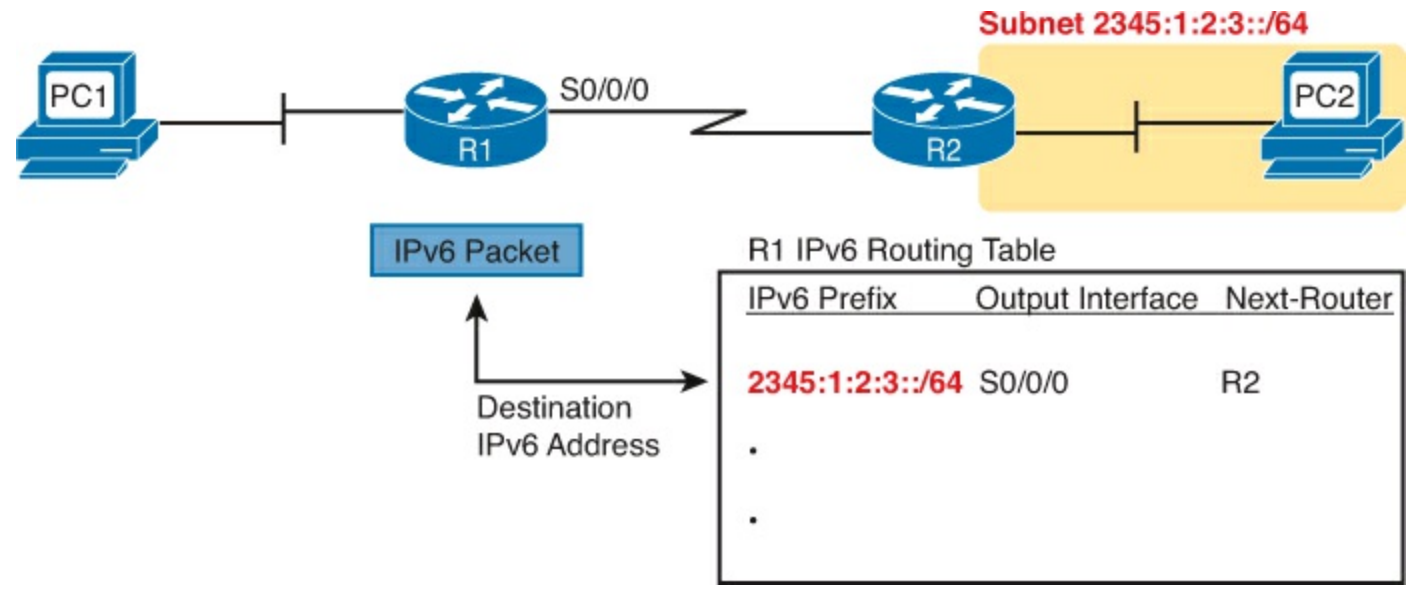 Subnet 2345:1:2:3::/64
PC1
S0/0/0
PC2
R1
R2
IPv6 Packet
R1 IPv6 Routing Table
IPv6 Prefix Output Interface Next-Router
2345:1:2:3::/64 S0/0/0 R2
Destination
IPv6 Address
.
.